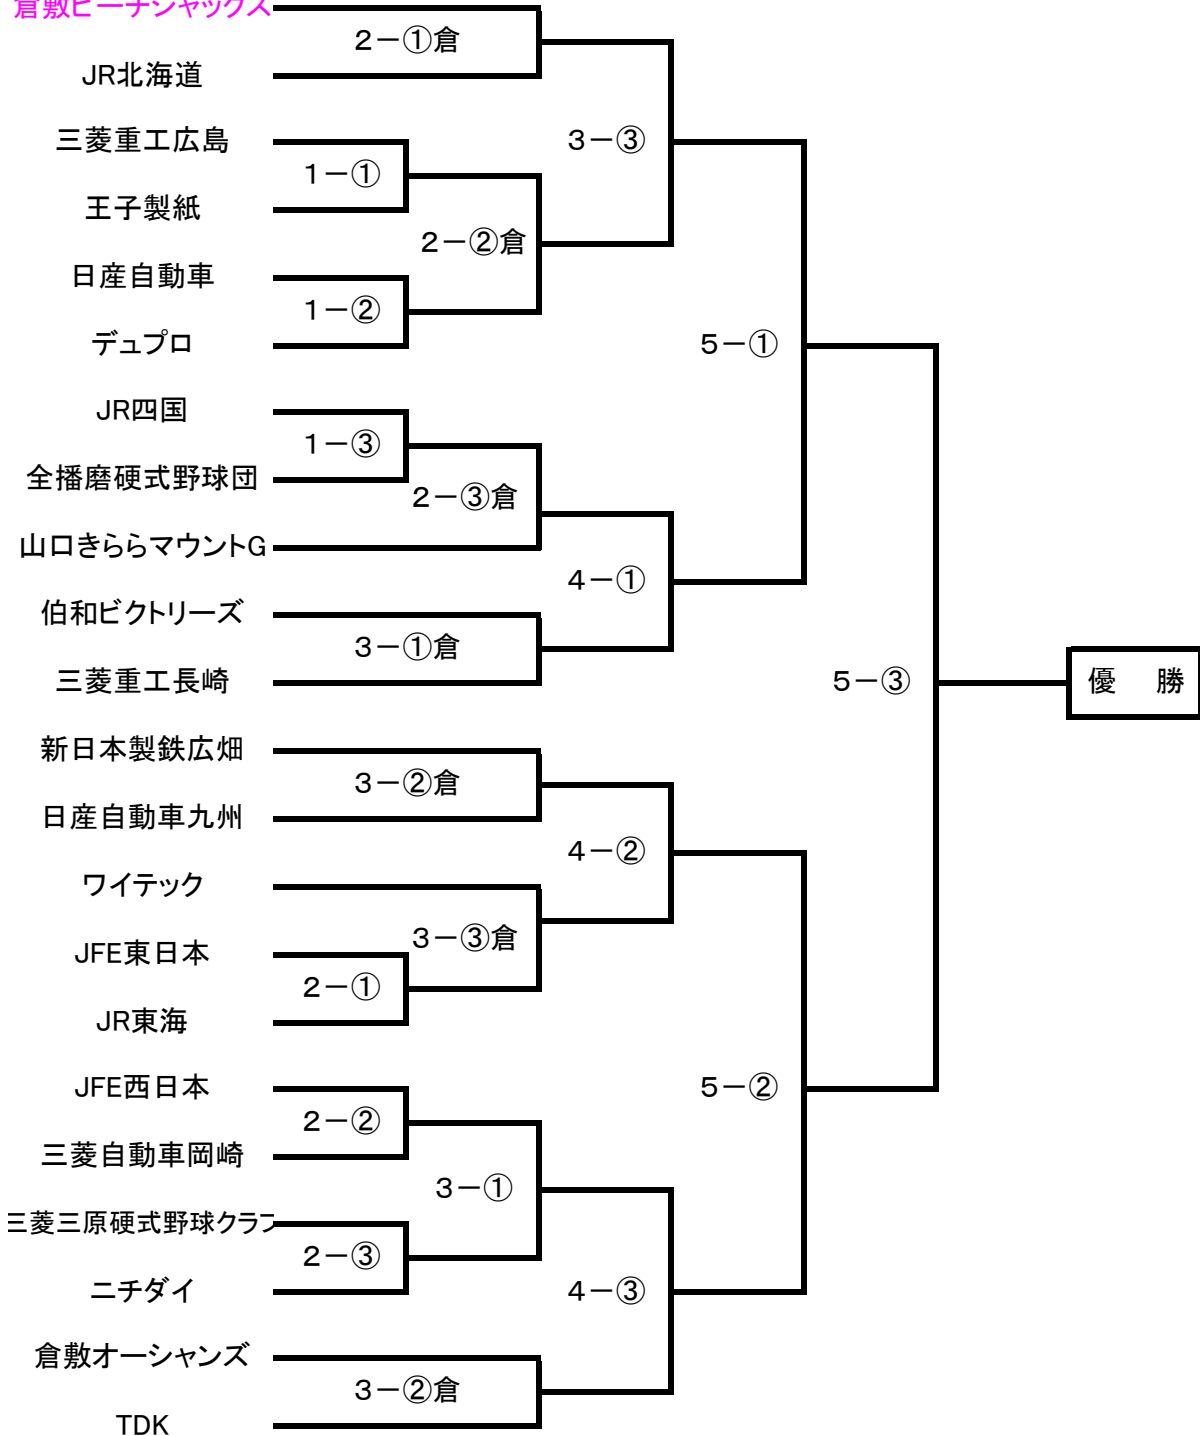 倉敷ピーチジャックス
2－①倉
JR北海道
三菱重工広島
3－③
1－①
王子製紙
2－②倉
日産自動車
1－②
デュプロ
5－①
JR四国
1－③
全播磨硬式野球団
2－③倉
山口きららマウントG
4－①
伯和ビクトリーズ
3－①倉
三菱重工長崎
5－③
優　勝
新日本製鉄広畑
3－②倉
日産自動車九州
4－②
ワイテック
3－③倉
JFE東日本
2－①
JR東海
JFE西日本
5－②
2－②
三菱自動車岡崎
3－①
三菱三原硬式野球クラブ
2－③
ニチダイ
4－③
倉敷オーシャンズ
3－②倉
TDK